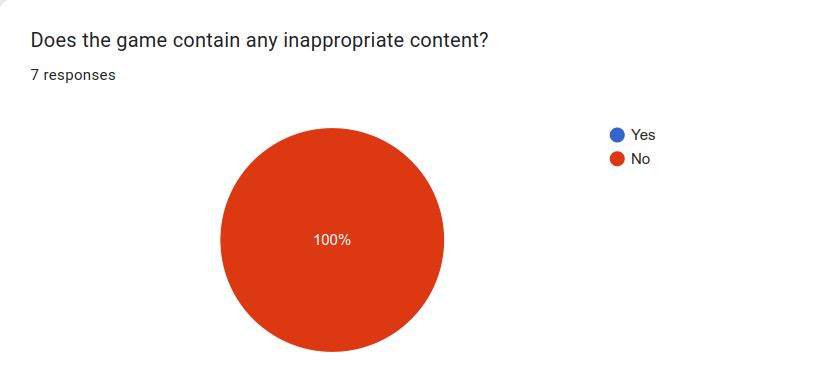 Does the game contain any inappropriate content?
7 responses
Yes
No
100%